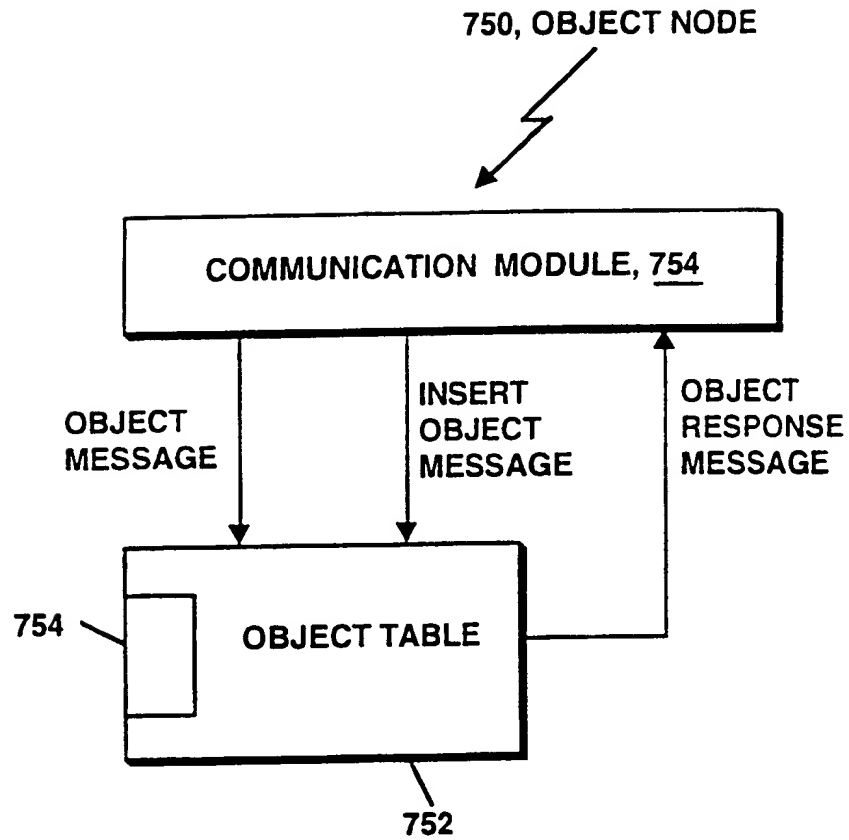 750, OBJECT NODE
COMMUNICATION MODULE, 754
OBJECT
MESSAGE
INSERT
OBJECT
MESSAGE
OBJECT
RESPONSE
MESSAGE
754
OBJECT TABLE
752